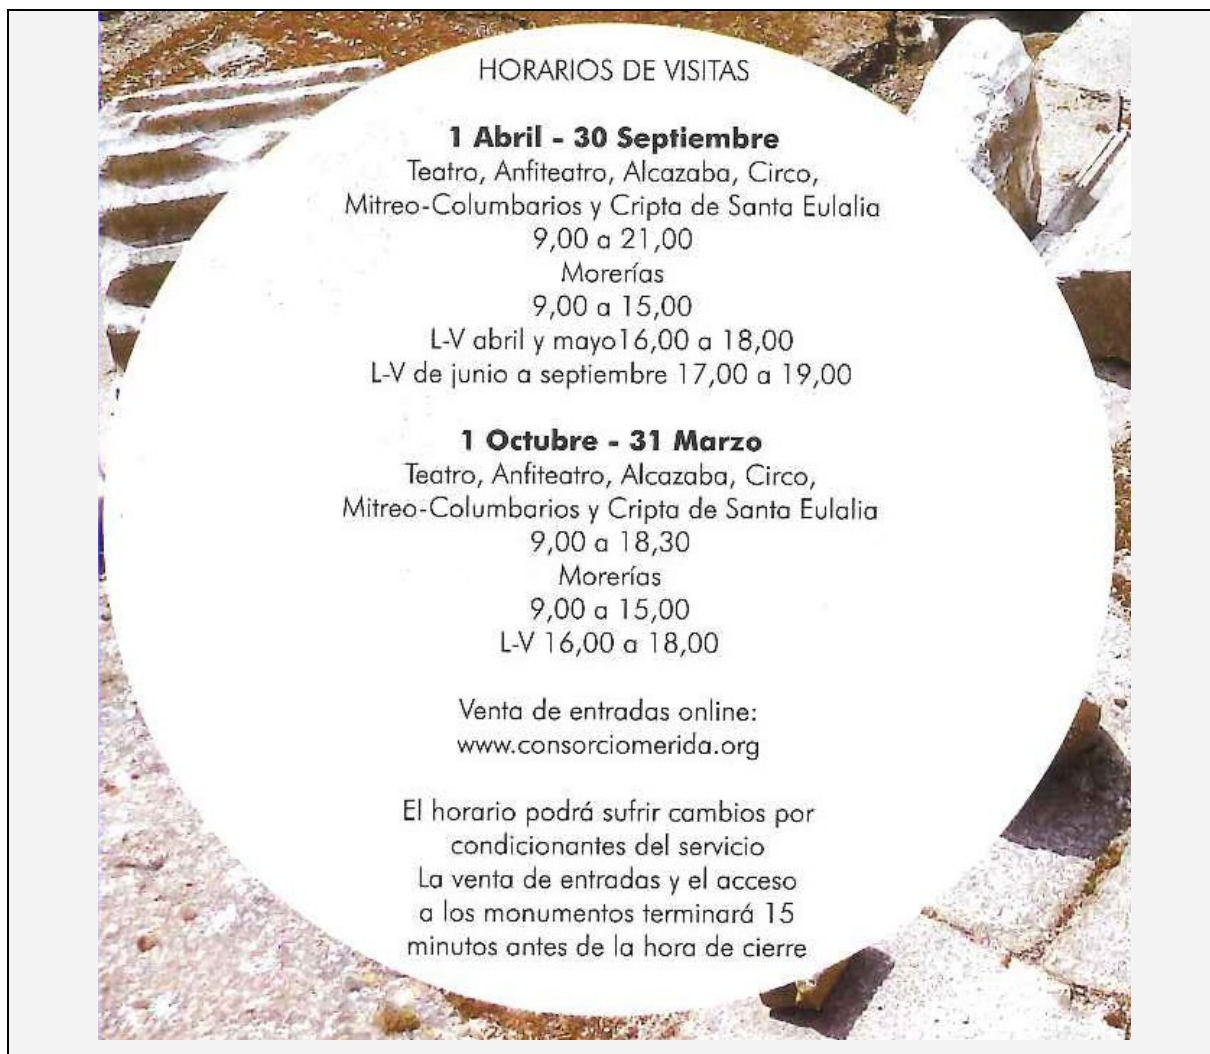 HORARIOS DE VISITAS
1 Abril - 30 Septiembre
Teatro, Anfiteatro, Alcazaba, Circo,
Mitreo-Columbarios y Cripta de Santa Eulalia
9,00 a 21,00
Morerías
9,00 a 15,00
L-V abril y mayo16,00 a 18,00
L-V de junio a septiembre 17,00 a 19,00
1 Octubre - 31 Marzo
Teatro, Anfiteatro, Alcazaba, Circo,
Mitreo-Columbarios y Cripta de Santa Eulalia
9,00 a 18,30
Morerías
9,00 a 15,00
L-V 16,00 a 18,00
Venta de entradas online:
www.consorciomerida.org
El horario podrá sufrir cambios por
condicionantes del servicio
La venta de entradas y el acceso
a los monumentos terminará 15
minutos antes de la hora de cierre